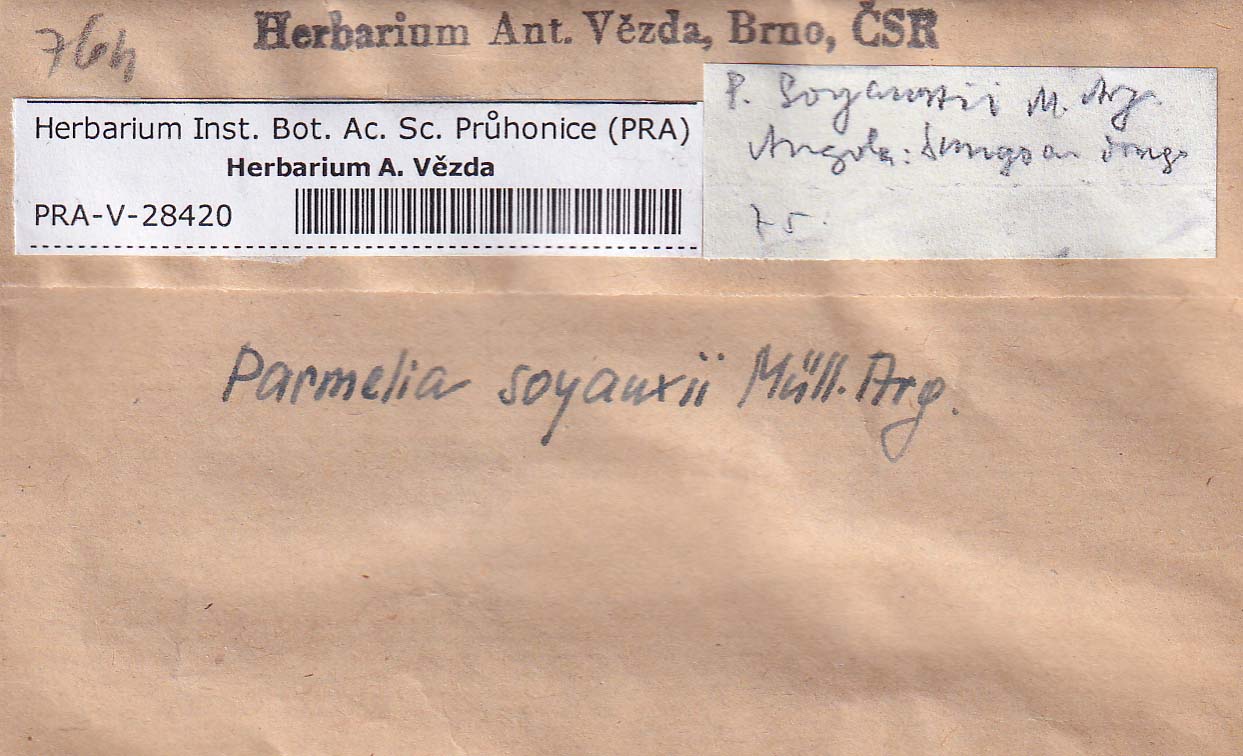 Herbarium Ant. Vězda, Brno, ČSR
Herbarium Inst. Bot. Ac. Sc. Průhonice (PRA)
Herbarium A. Vězda
PRA-V-28420
P. Soyauxii M. Arg.
Angola:
75.
Parmelia soyauxii Müll. Arg.